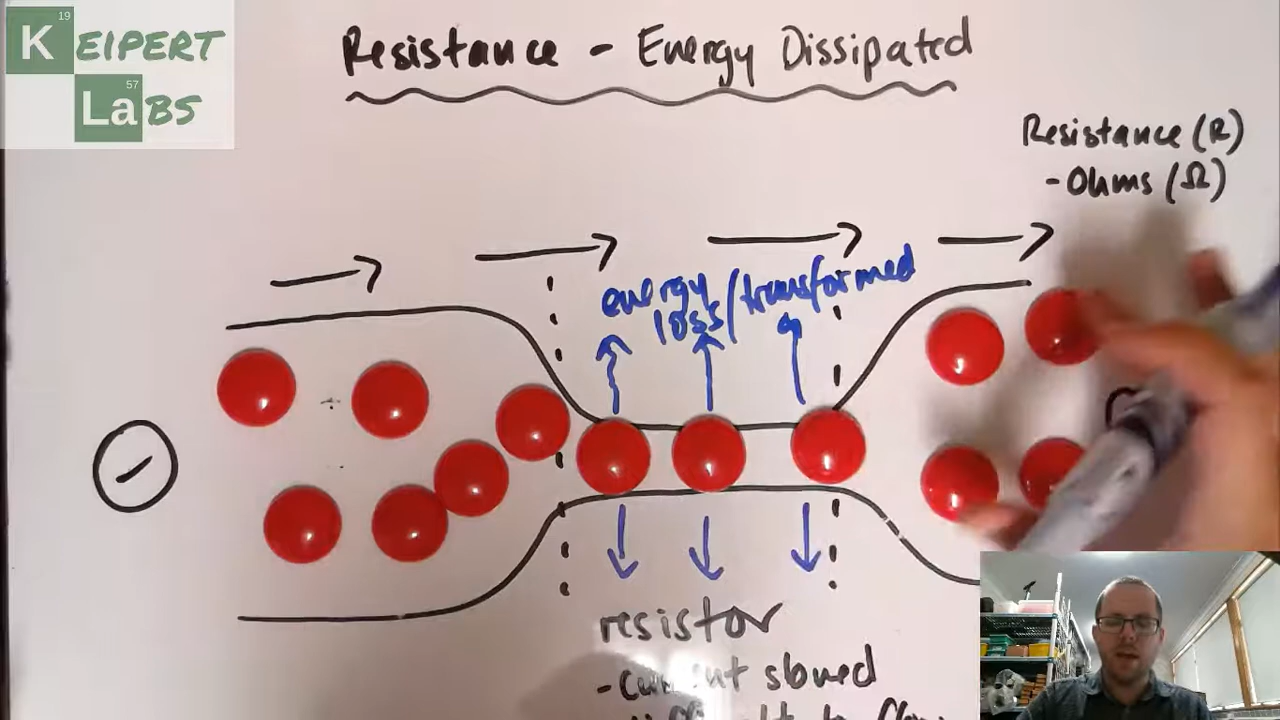 19
KEIPERT
57
LaBS
Resistance - Energy Dissipated
Resistance (R)
- Ohms (Ω)
energy
loss/transformed
resistor
- current slowed